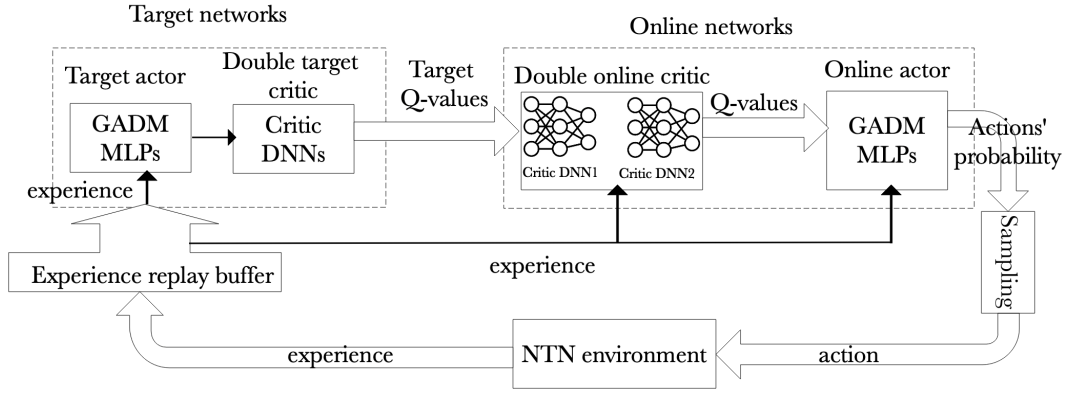 Target networks
Online networks
Target actor
Double target
critic
Target
Q-values
Double online critic
Q-values
Online actor
GADM
MLPs
Critic
DNNs
Critic DNN1
Critic DNN2
GADM
MLPs
Actions'
probability
experience
Sampling
Experience replay buffer
experience
experience
NTN environment
action